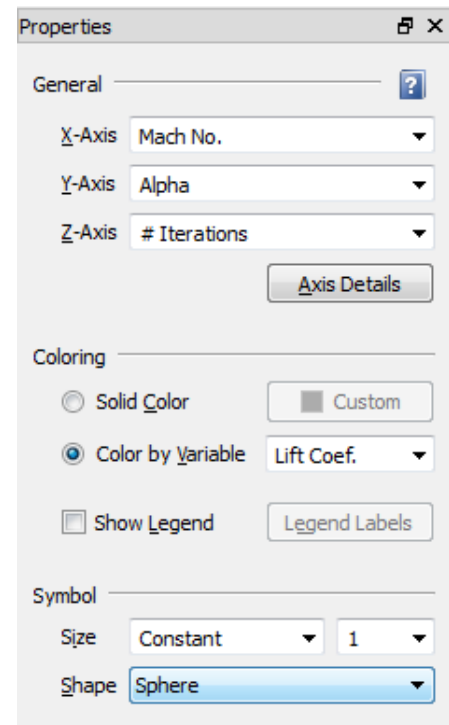 Properties
General
?
X-Axis Mach No.
Y-Axis Alpha
Z-Axis # Iterations
Axis Details
Coloring
Solid Color Custom
Color by Variable Lift Coef.
Show Legend Legend Labels
Symbol
Size Constant 1
Shape Sphere